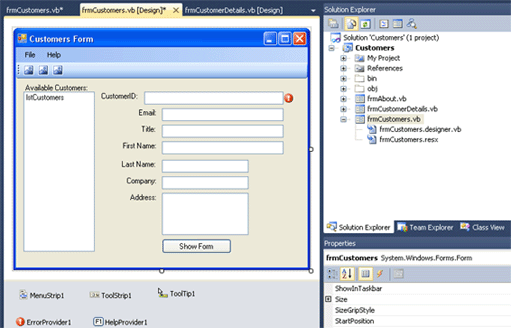 frmCustomers.vb* frmCustomers.vb [Design]* frmCustomerDetails.vb [Design]
Customers Form
File Help
Available Customers:
lstCustomers
CustomerID:
Email:
Title:
First Name:
Last Name:
Company:
Address:
Show Form
MenuStrip1 ToolStrip1 ToolTip1
ErrorProvider1 HelpProvider1
Solution Explorer
Solution 'Customers' (1 project)
Customers
My Project
References
bin
obj
frmAbout.vb
frmCustomerDetails.vb
frmCustomers.vb
frmCustomers.designer.vb
frmCustomers.resx
Solution Explorer Team Explorer Class View
Properties
frmCustomers System.Windows.Forms.Form
ShowInTaskbar
Size
SizeGripStyle
StartPosition